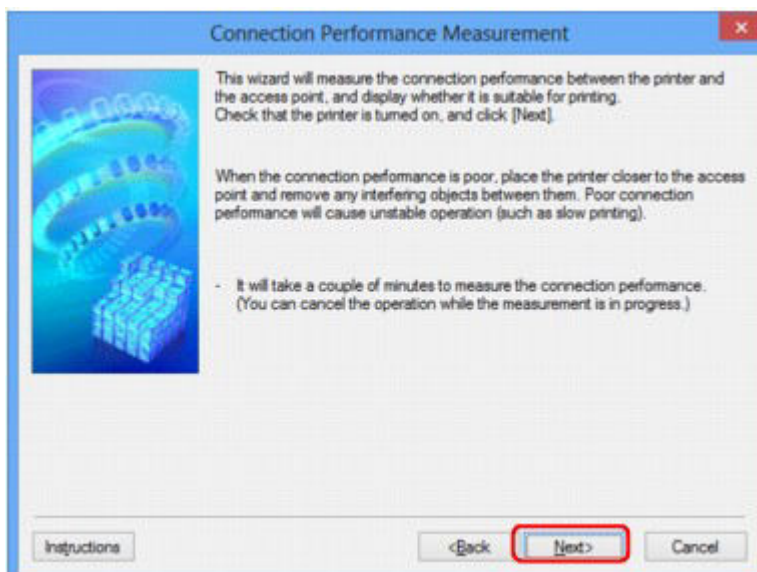 Connection Performance Measurement
This wizard will measure the connection performance between the printer and
the access point, and display whether it is suitable for printing.
Check that the printer is turned on, and click [Next].
When the connection performance is poor, place the printer closer to the access
point and remove any interfering objects between them. Poor connection
performance will cause unstable operation (such as slow printing).
- It will take a couple of minutes to measure the connection performance.
(You can cancel the operation while the measurement is in progress.)
Instructions <Back Next> Cancel